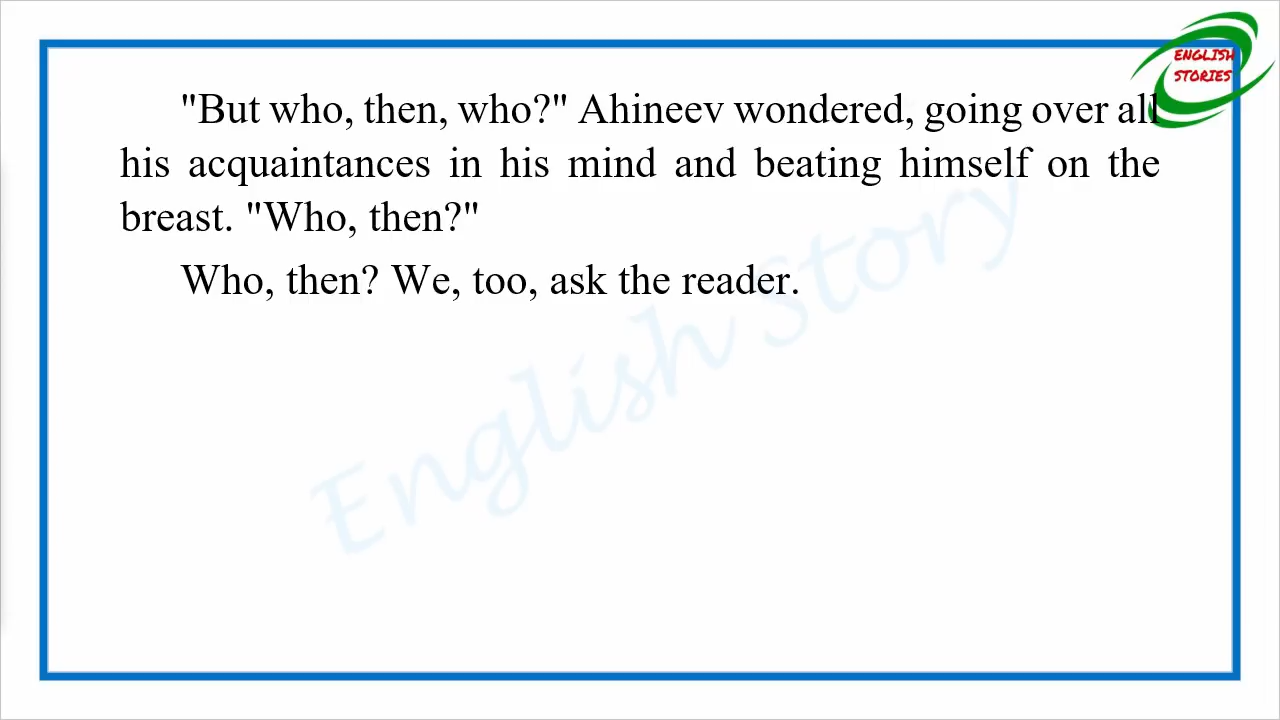 ENGLISH
STORIES
"But who, then, who?" Ahineev wondered, going over all
his acquaintances in his mind and beating himself on the
breast. "Who, then?"
Who, then? We, too, ask the reader.
English Story